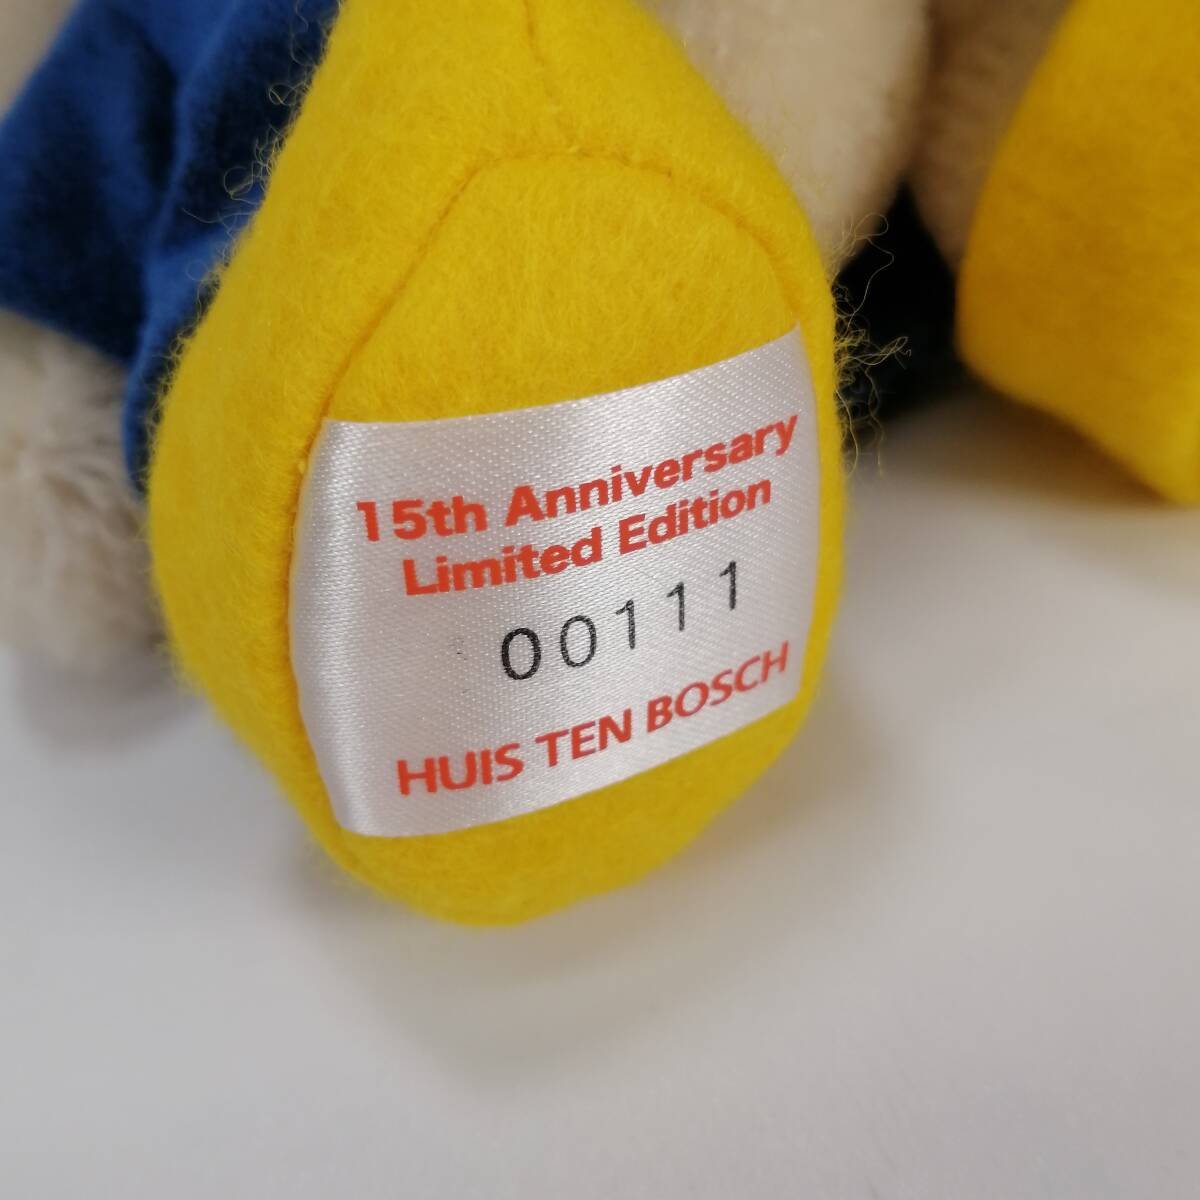 15th Anniversary
Limited Edition
00111
HUIS TEN BOSCH